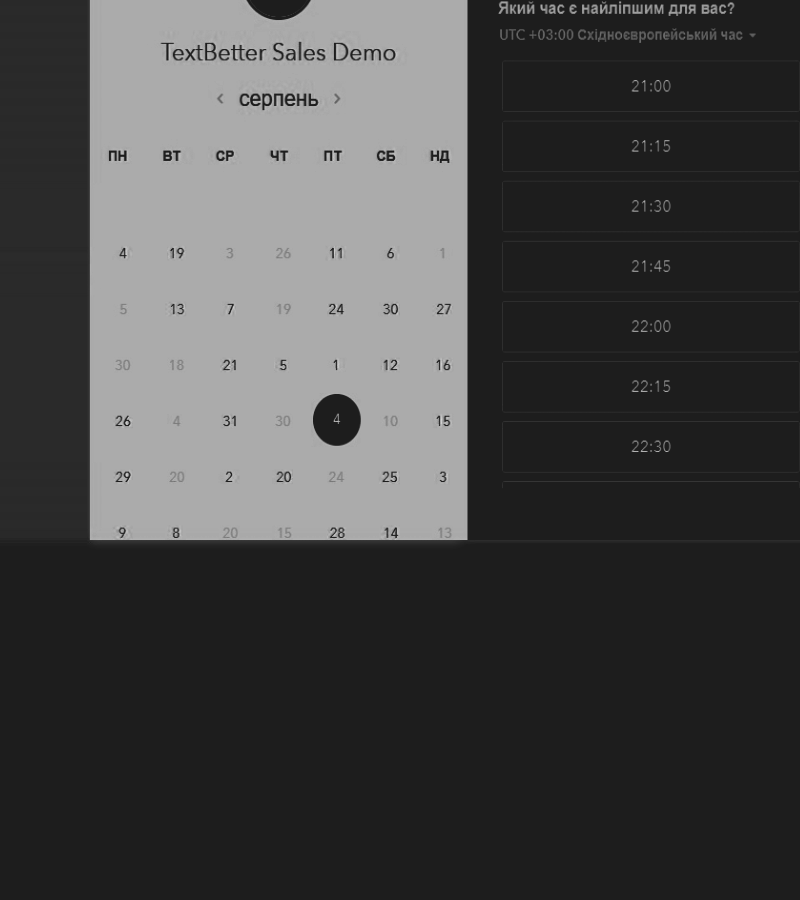 TextBetter Sales Demo
серпень
ПН ВТ СР ЧТ ПТ СБ НД
4 19 3 26 11 6 1
5 13 7 19 24 30 27
30 18 21 5 1 12 16
26 4 31 30 4 10 15
29 20 2 20 24 25 3
9 8 20 15 28 14 13
Який час є найліпшим для вас?
UTC +03:00 Східноєвропейський час
21:00
21:15
21:30
21:45
22:00
22:15
22:30